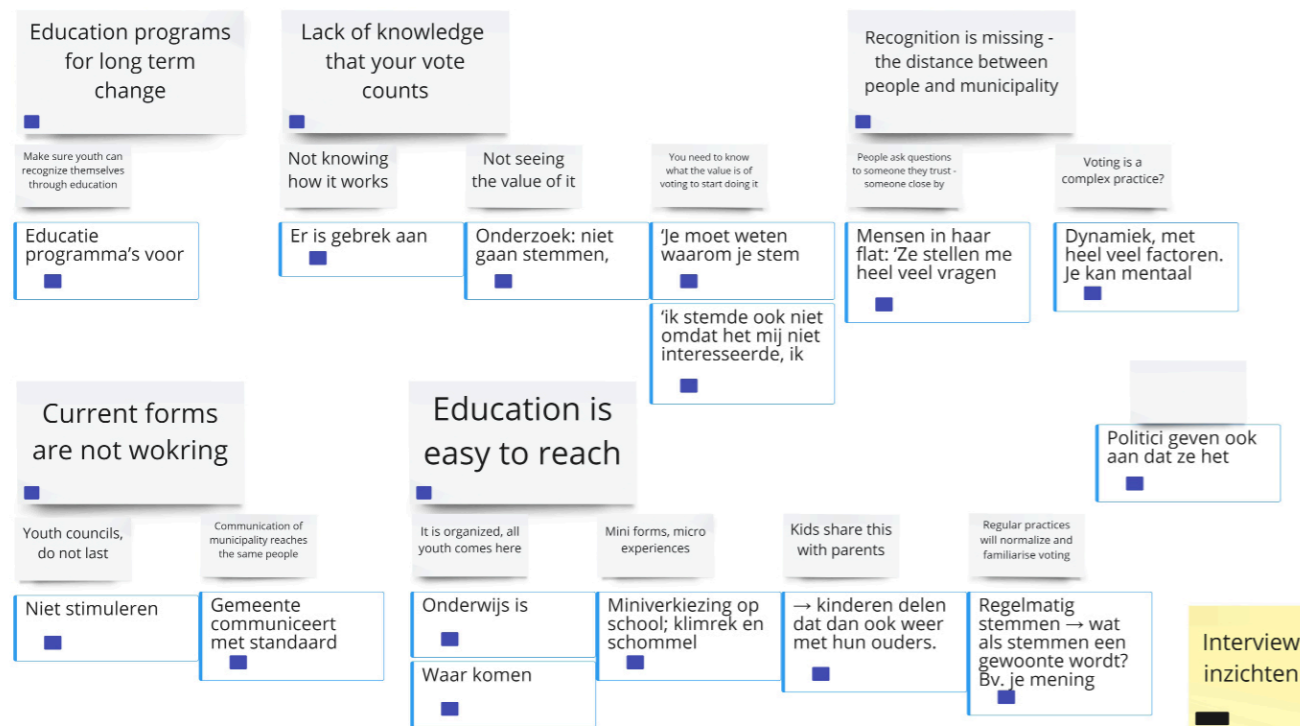 Education programs
for long term
change
Lack of knowledge
that your vote
counts
Recognition is missing -
the distance between
people and municipality
Make sure youth can
recognize themselves
through education
Not knowing
how it works
Not seeing
the value of it
You need to know
what the value is of
voting to start doing it
People ask questions
to someone they trust -
someone close by
Voting is a
complex practice?
Educatie
programma's voor
Er is gebrek aan
Onderzoek: niet
gaan stemmen,
'Je moet weten
waarom je stem
Mensen in haar
flat: 'Ze stellen me
heel veel vragen
Dynamiek, met
heel veel factoren.
Je kan mentaal
'ik stemde ook niet
omdat het mij niet
interesseerde, ik
Current forms
are not wokring
Education is
easy to reach
Politici geven ook
aan dat ze het
Youth councils,
do not last
Communication of
municipality reaches
the same people
It is organized, all
youth comes here
Mini forms, micro
experiences
Kids share this
with parents
Regular practices
will normalize and
familiarise voting
Niet stimuleren
Gemeente
communiceert
met standaard
Onderwijs is
Waar komen
Miniverkiezing op
school; klimrek en
schommel
→ kinderen delen
dat dan ook weer
met hun ouders.
Regelmatig
stemmen → wat
als stemmen een
gewoonte wordt?
Bv. je mening
Interview
inzichten